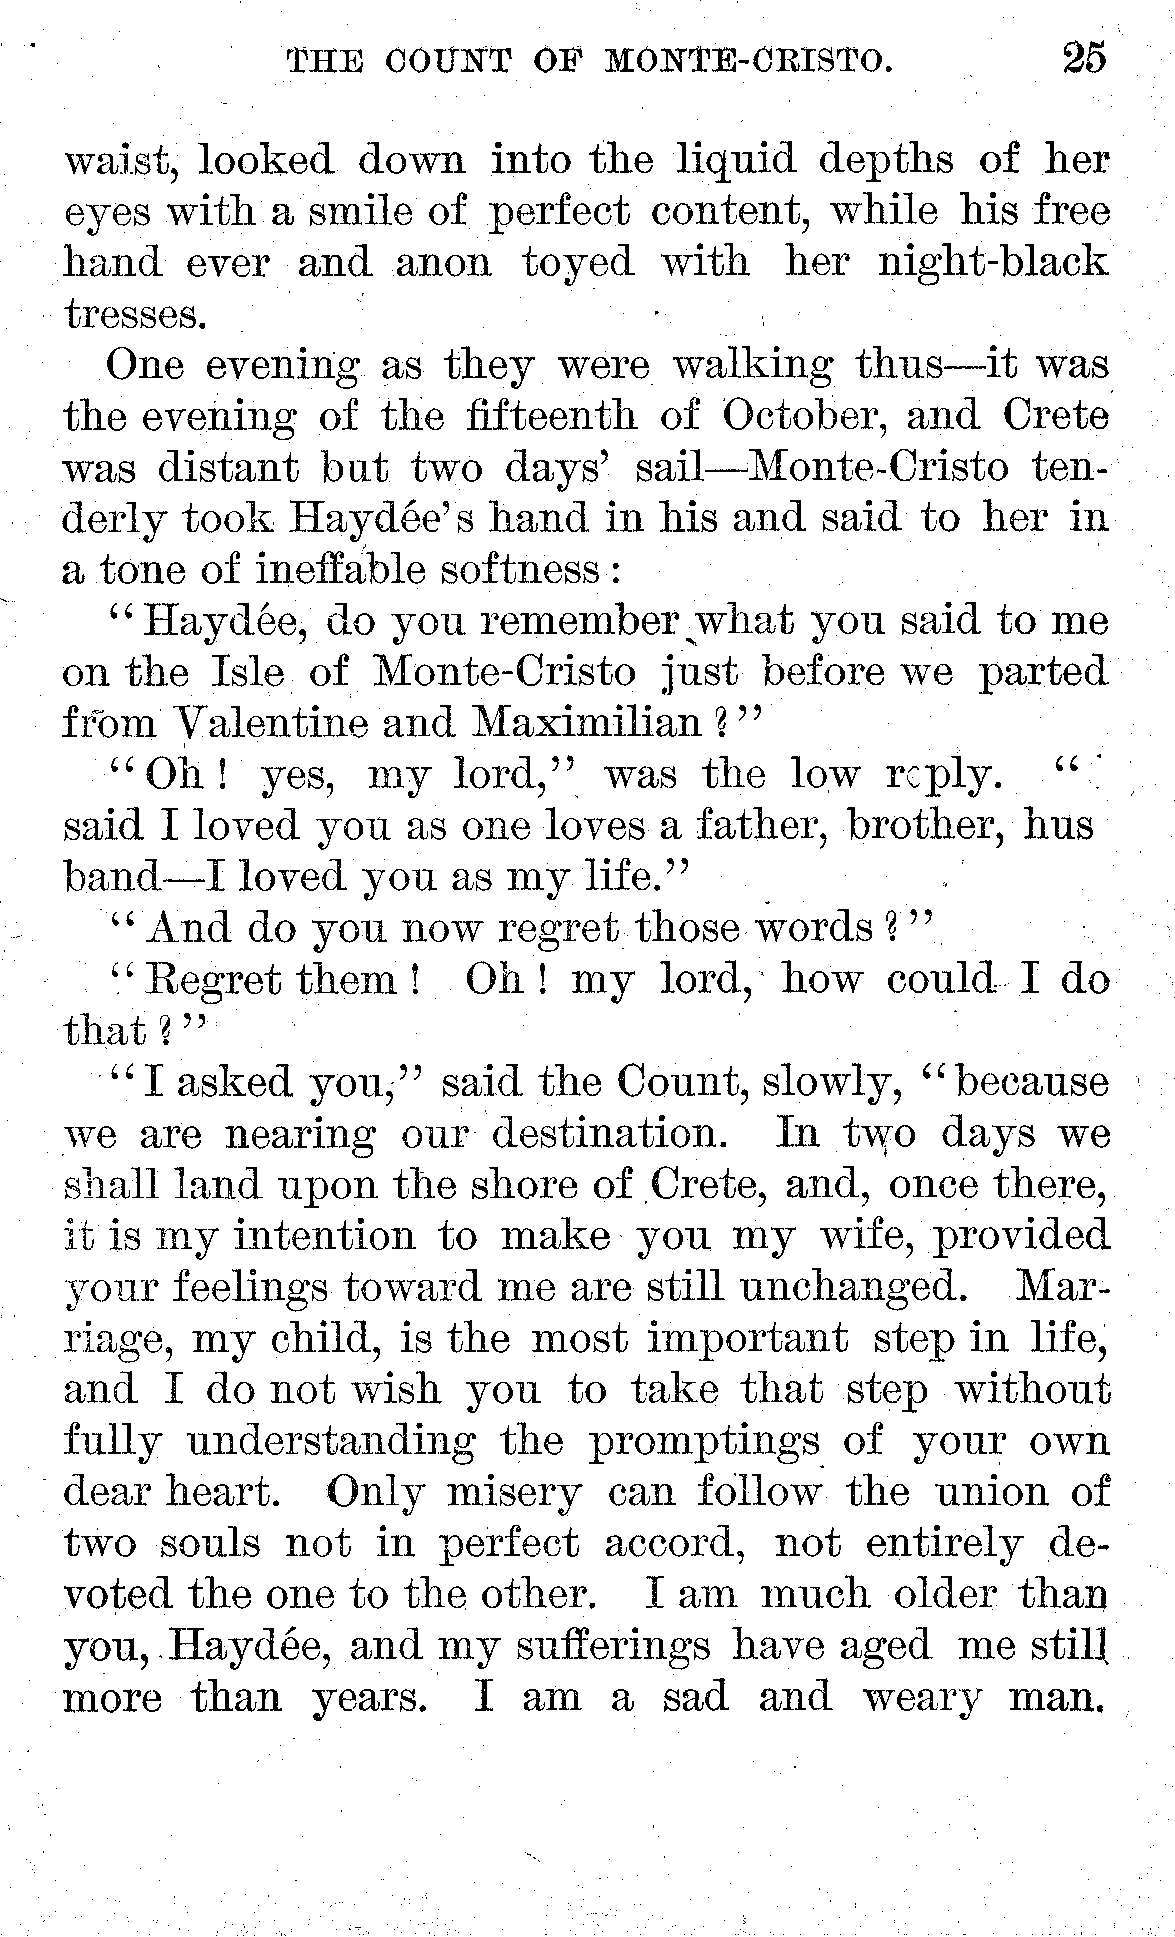 THE COUNT OF MONTE-CRISTO. 25
waist, looked down into the liquid depths of her
eyes with a smile of perfect content, while his free
hand ever and anon toyed with her night-black
tresses.
One evening as they were walking thus—it was
the evening of the fifteenth of October, and Crete
was distant but two days’ sail—Monte-Cristo ten-
derly took Haydée’s hand in his and said to her in
a tone of ineffable softness:
“Haydée, do you remember what you said to me
on the Isle of Monte-Cristo just before we parted
from Valentine and Maximilian?”
“Oh! yes, my lord,” was the low reply. “
said I loved you as one loves a father, brother, hus
band—I loved you as my life.”
“And do you now regret those words?”
“Regret them! Oh! my lord, how could I do
that?”
“I asked you,” said the Count, slowly, “because
we are nearing our destination. In two days we
shall land upon the shore of Crete, and, once there,
it is my intention to make you my wife, provided
your feelings toward me are still unchanged. Mar-
riage, my child, is the most important step in life,
and I do not wish you to take that step without
fully understanding the promptings of your own
dear heart. Only misery can follow the union of
two souls not in perfect accord, not entirely de-
voted the one to the other. I am much older than
you, Haydée, and my sufferings have aged me still
more than years. I am a sad and weary man.